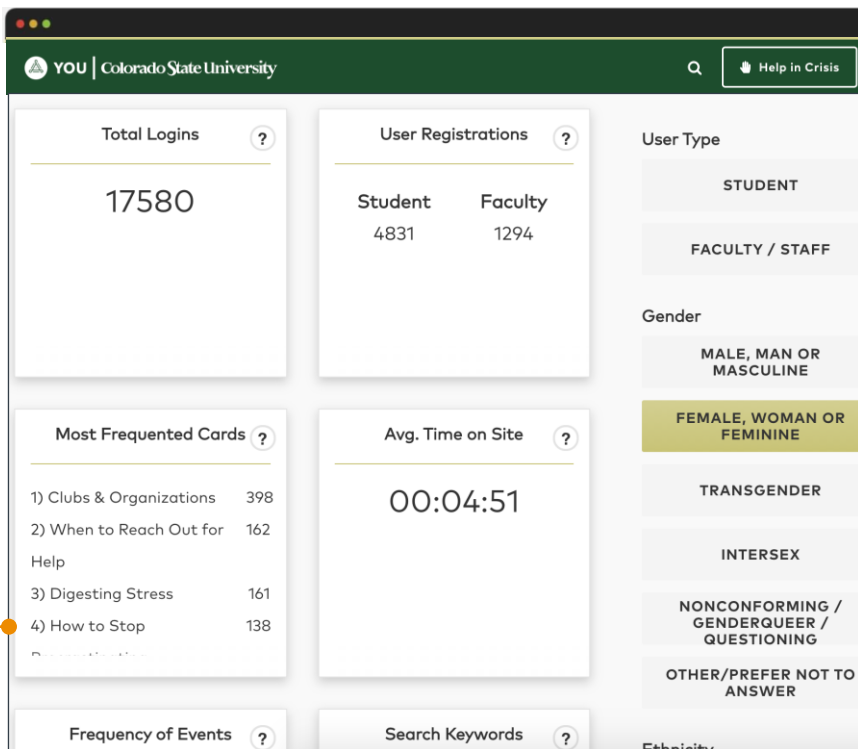 YOU | Colorado State University
Help in Crisis
Total Logins ?
17580
User Registrations ?
Student Faculty
4831 1294
User Type
STUDENT
FACULTY / STAFF
Gender
MALE, MAN OR
MASCULINE
FEMALE, WOMAN OR
FEMININE
TRANSGENDER
INTERSEX
NONCONFORMING /
GENDERQUEER /
QUESTIONING
OTHER/PREFER NOT TO
ANSWER
Most Frequented Cards ?
1) Clubs & Organizations 398
2) When to Reach Out for 162
Help
3) Digesting Stress 161
4) How to Stop 138
Avg. Time on Site ?
00:04:51
Frequency of Events ?
Search Keywords ?
Ethnicity